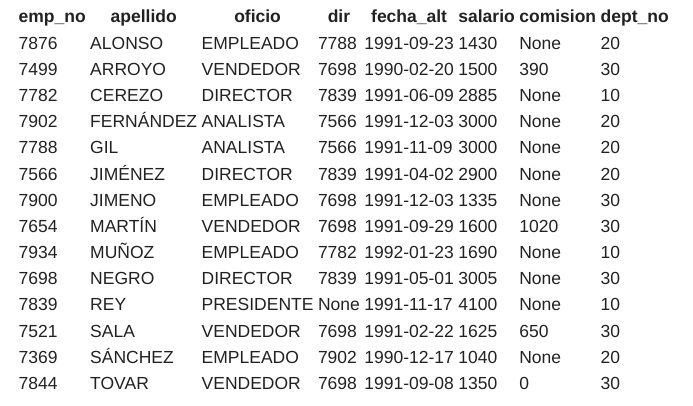 emp_no apellido oficio dir fecha_alt salario comision dept_no
7876 ALONSO EMPLEADO 7788 1991-09-23 1430 None 20
7499 ARROYO VENDEDOR 7698 1990-02-20 1500 390 30
7782 CEREZO DIRECTOR 7839 1991-06-09 2885 None 10
7902 FERNÁNDEZ ANALISTA 7566 1991-12-03 3000 None 20
7788 GIL ANALISTA 7566 1991-11-09 3000 None 20
7566 JIMÉNEZ DIRECTOR 7839 1991-04-02 2900 None 20
7900 JIMENO EMPLEADO 7698 1991-12-03 1335 None 30
7654 MARTÍN VENDEDOR 7698 1991-09-29 1600 1020 30
7934 MUÑOZ EMPLEADO 7782 1992-01-23 1690 None 10
7698 NEGRO DIRECTOR 7839 1991-05-01 3005 None 30
7839 REY PRESIDENTE None 1991-11-17 4100 None 10
7521 SALA VENDEDOR 7698 1991-02-22 1625 650 30
7369 SÁNCHEZ EMPLEADO 7902 1990-12-17 1040 None 20
7844 TOVAR VENDEDOR 7698 1991-09-08 1350 0 30